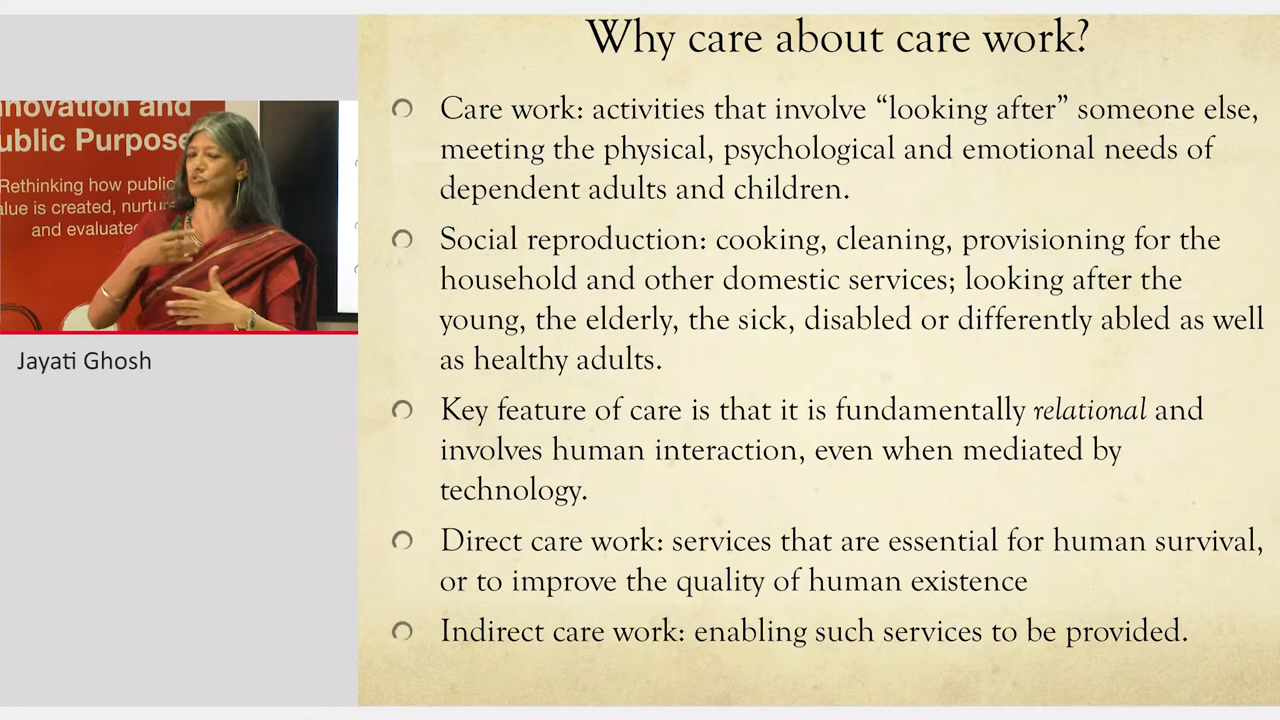 Why care about care work?
Care work: activities that involve “looking after” someone else,
meeting the physical, psychological and emotional needs of
dependent adults and children.
Social reproduction: cooking, cleaning, provisioning for the
household and other domestic services; looking after the
young, the elderly, the sick, disabled or differently abled as well
as healthy adults.
Key feature of care is that it is fundamentally relational and
involves human interaction, even when mediated by
technology.
Direct care work: services that are essential for human survival,
or to improve the quality of human existence
Indirect care work: enabling such services to be provided.
nnovation and
ublic Purpose
Rethinking how public
alue is created, nurtu
and evaluate
Jayati Ghosh